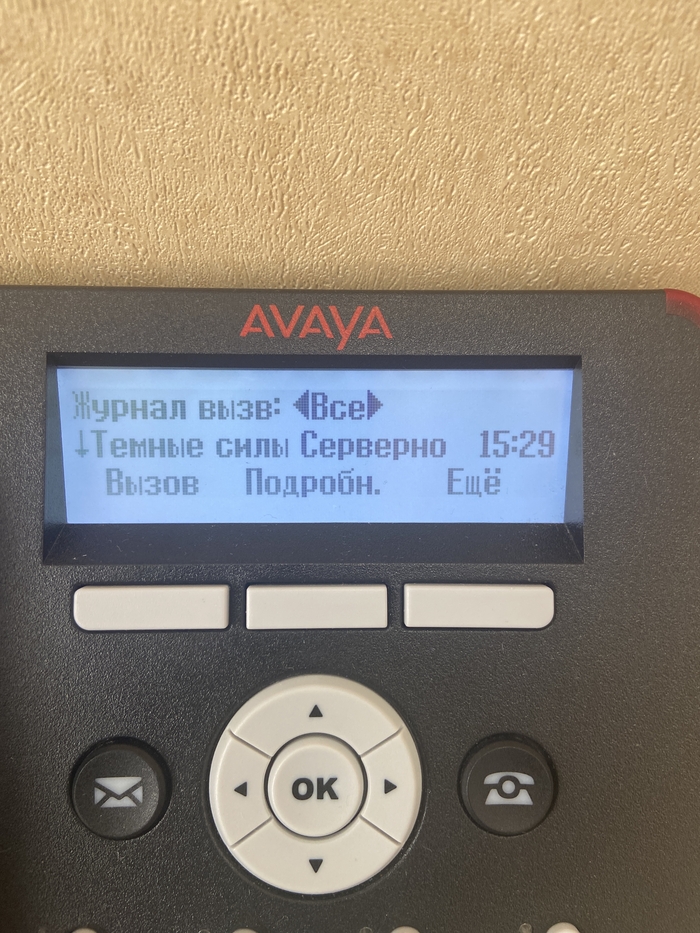 AVAYA
Журнал вызв: Все
↓Темные силы Серверно 15:29
Вызов Подробн. Ещё
OK